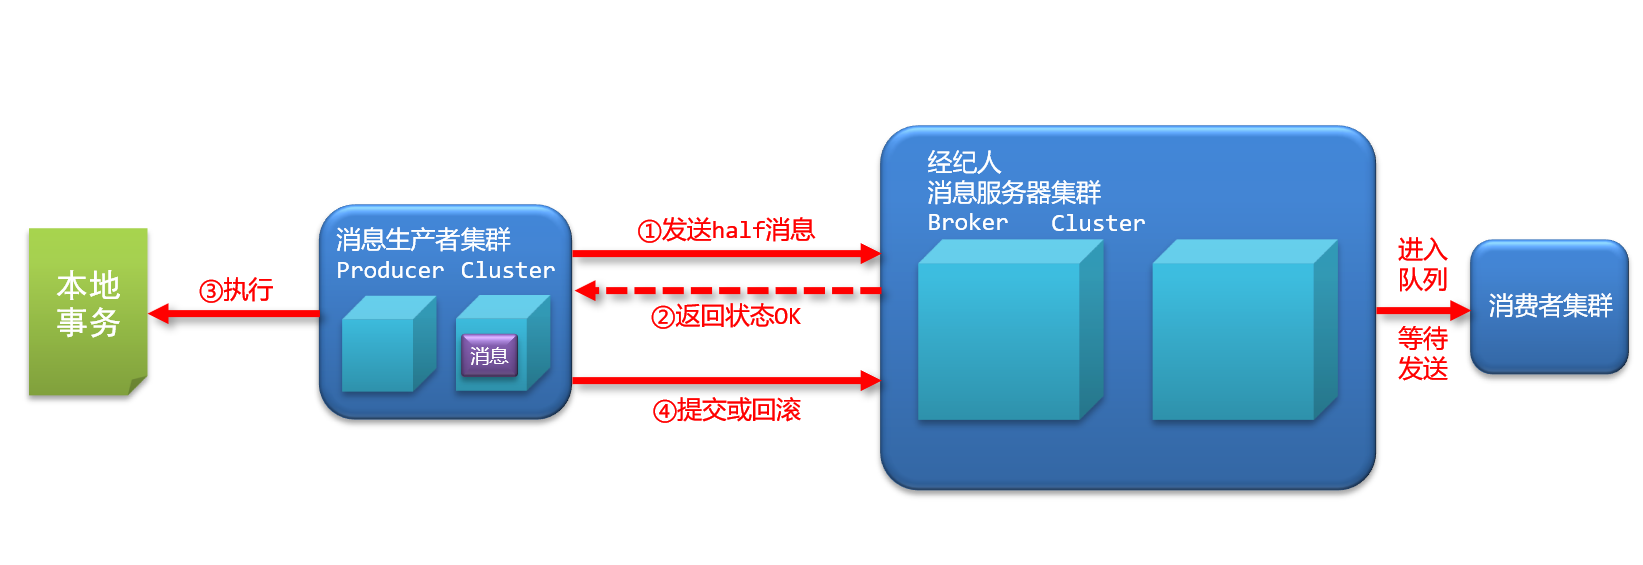 本地
事务
③执行
消息生产者集群
Producer Cluster
消息
①发送half消息
②返回状态OK
④提交或回滚
经纪人
消息服务器集群
Broker Cluster
进入
队列
等待
发送
消费者集群